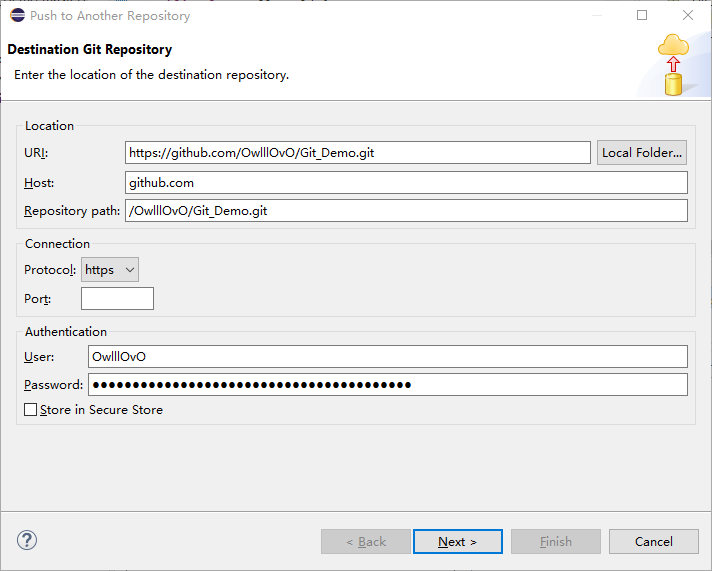 Push to Another Repository
Destination Git Repository
Enter the location of the destination repository.
Location
URI: https://github.com/OwlllOvO/Git_Demo.git Local Folder...
Host: github.com
Repository path: /OwlllOvO/Git_Demo.git
Connection
Protocol: https
Port:
Authentication
User: OwlllOvO
Password: ●●●●●●●●●●●●●●●●●●●●●●●●●●●●●●●●●●●●●●●●
Store in Secure Store
? < Back Next > Finish Cancel